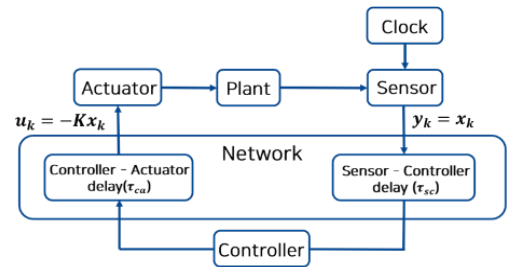 Clock
Actuator
Plant
Sensor
u_k = −Kx_k
y_k = x_k
Network
Controller - Actuator
delay(τ_ca)
Sensor - Controller
delay (τ_sc)
Controller